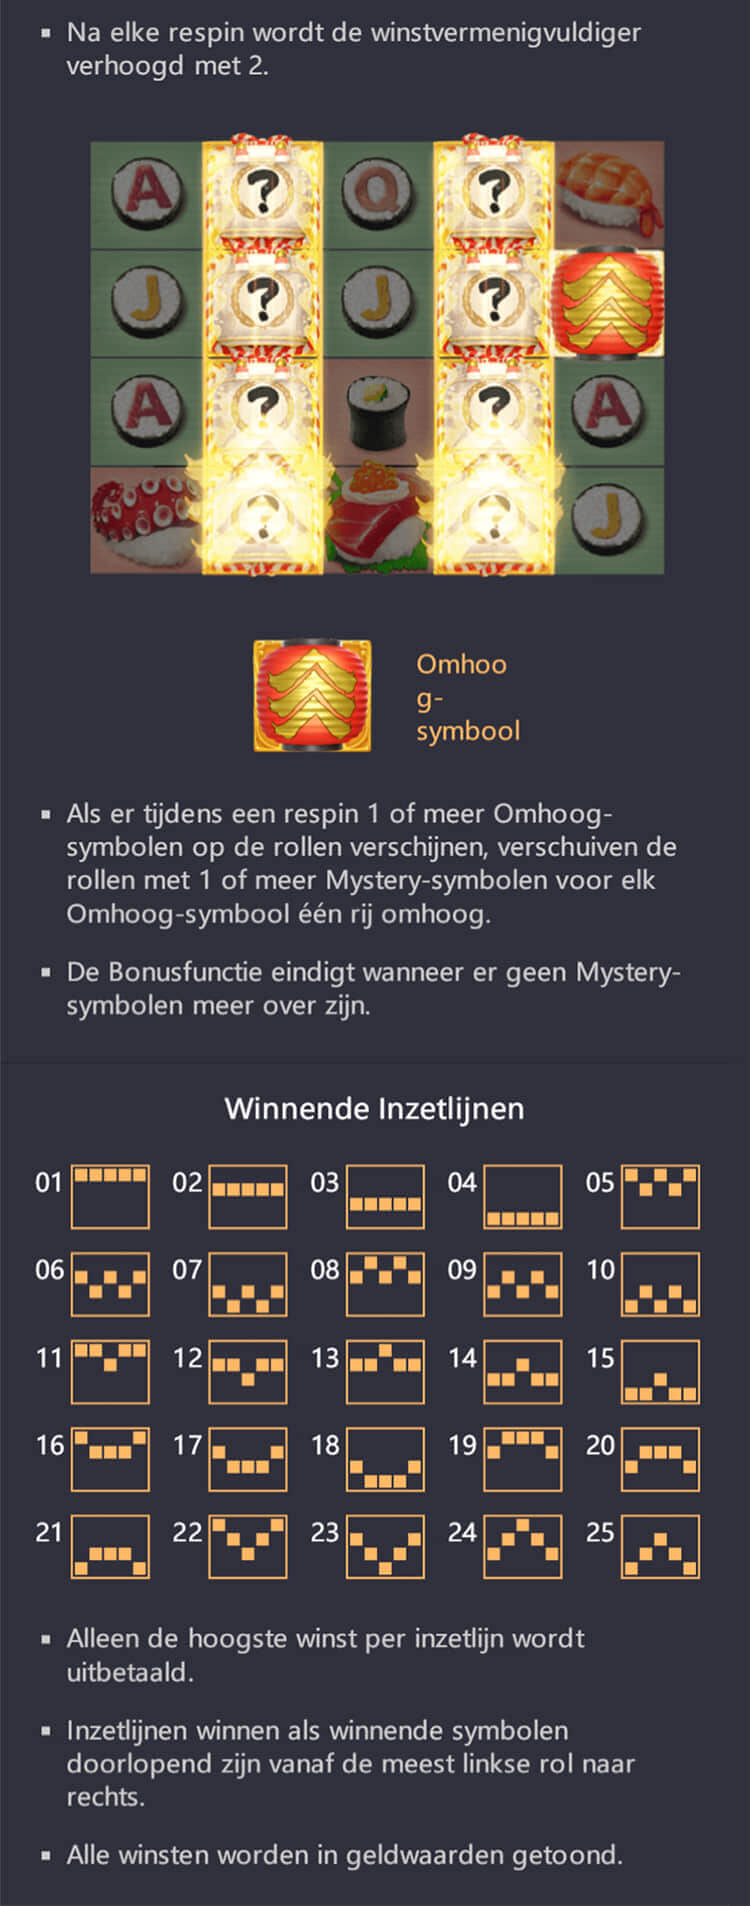 ▪ Na elke respin wordt de winstvermenigvuldiger
verhoogd met 2.
A ? Q ?
J ? J ?
A ? ? A
? ? J
Omhoo
g-
symbool
▪ Als er tijdens een respin 1 of meer Omhoog-
symbolen op de rollen verschijnen, verschuiven de
rollen met 1 of meer Mystery-symbolen voor elk
Omhoog-symbool één rij omhoog.
▪ De Bonusfunctie eindigt wanneer er geen Mystery-
symbolen meer over zijn.
Winnende Inzetlijnen
01 02 03 04 05
06 07 08 09 10
11 12 13 14 15
16 17 18 19 20
21 22 23 24 25
▪ Alleen de hoogste winst per inzetlijn wordt
uitbetaald.
▪ Inzetlijnen winnen als winnende symbolen
doorlopend zijn vanaf de meest linkse rol naar
rechts.
▪ Alle winsten worden in geldwaarden getoond.